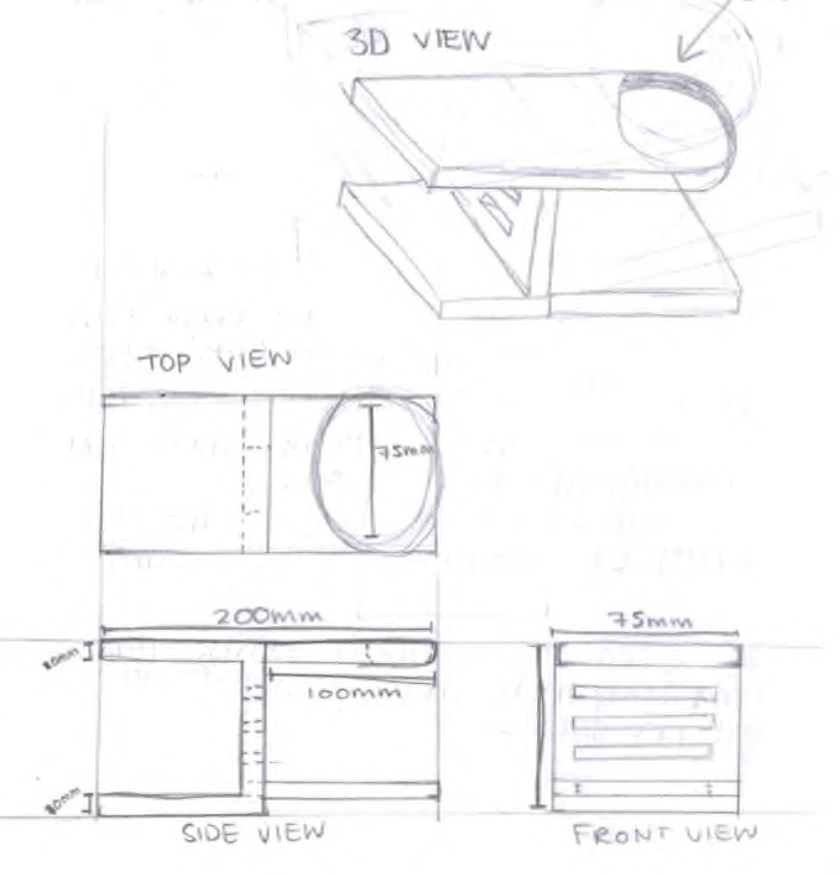 3D VIEW
TOP VIEW
75mm
200mm
75mm
100mm
SIDE VIEW
FRONT VIEW